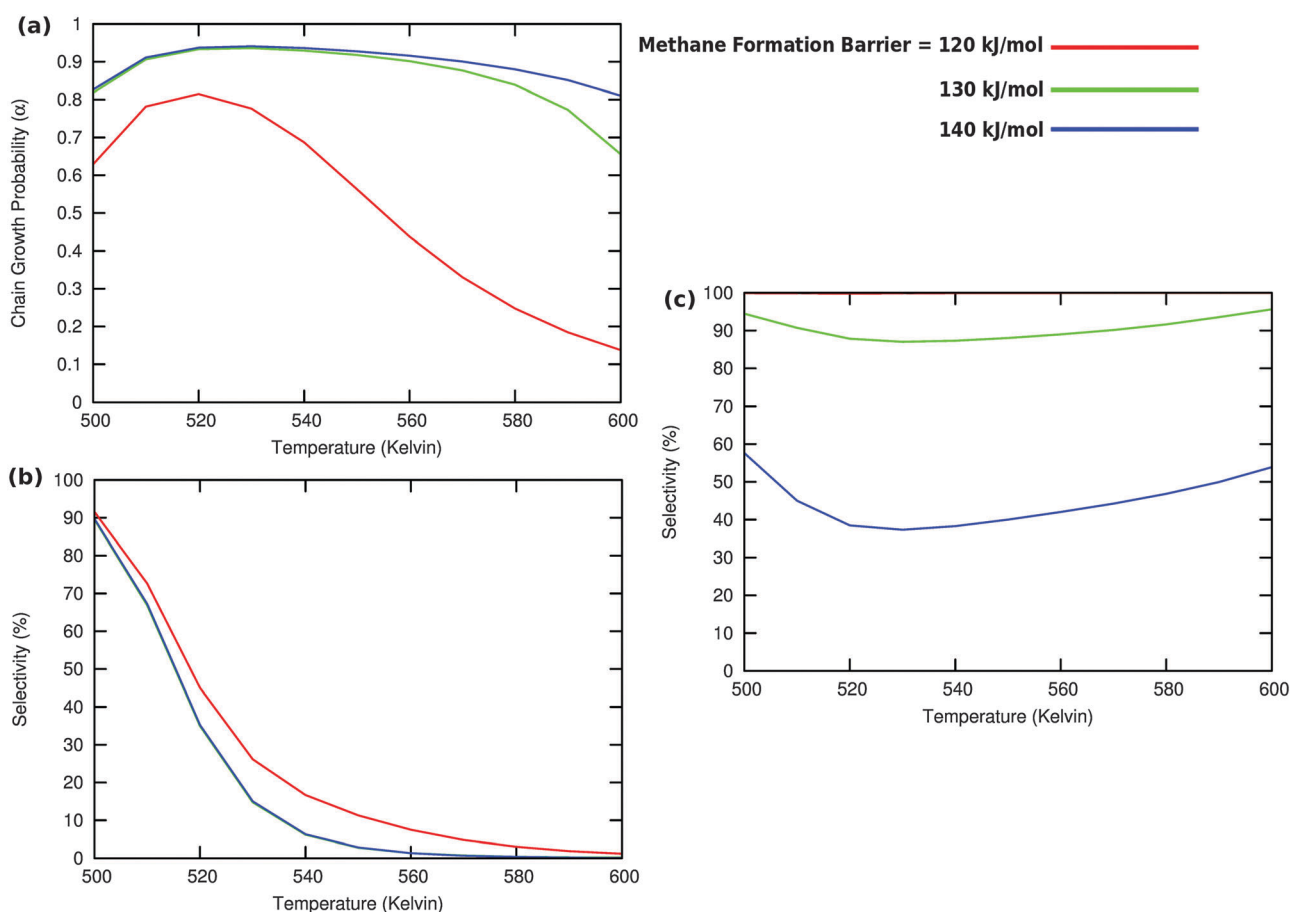 (a)
1
0.9
0.8
0.7
0.6
0.5
0.4
0.3
0.2
0.1
0
Chain Growth Probability (α)
500 520 540 560 580 600
Temperature (Kelvin)
Methane Formation Barrier = 120 kJ/mol
130 kJ/mol
140 kJ/mol
(b)
100
90
80
70
60
50
40
30
20
10
0
Selectivity (%)
500 520 540 560 580 600
Temperature (Kelvin)
(c)
100
90
80
70
60
50
40
30
20
10
0
Selectivity (%)
500 520 540 560 580 600
Temperature (Kelvin)